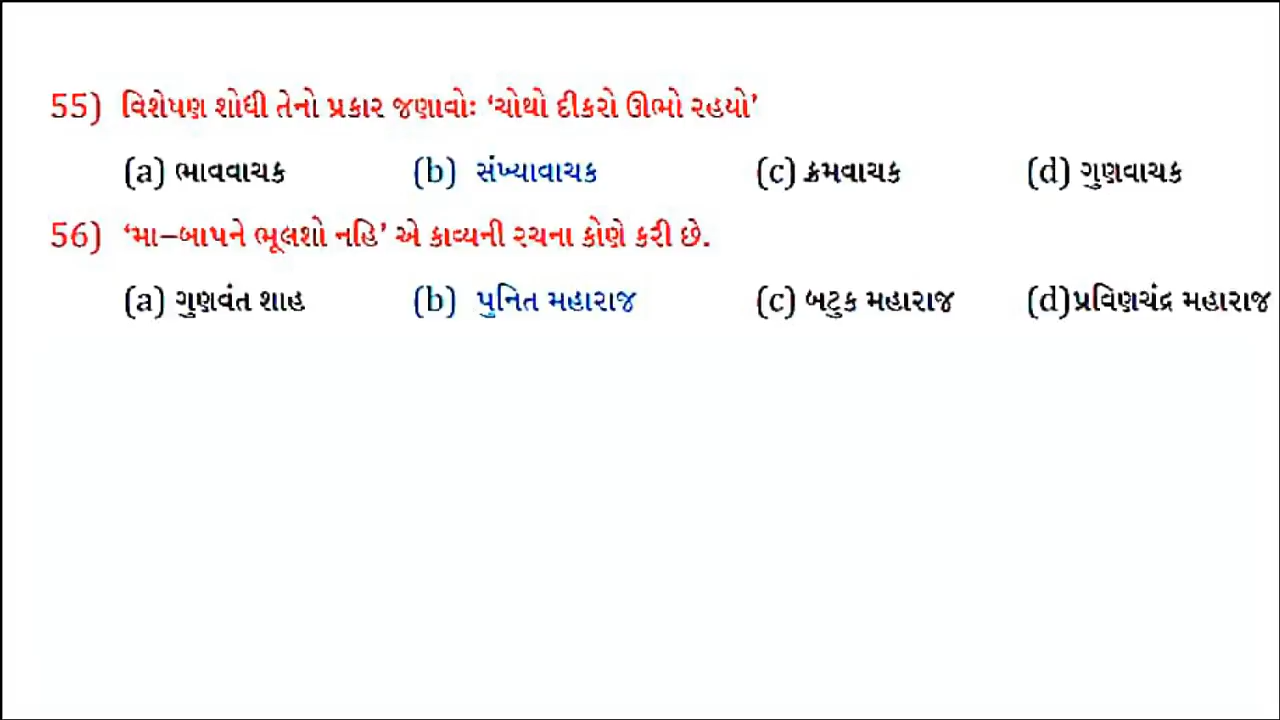 55) વિશેષણ શોધી તેનો પ્રકાર જણાવોઃ ‘ચોથો દીકરો ઊભો રહયો’
(a) ભાવવાચક (b) સંખ્યાવાચક (c) ક્રમવાચક (d) ગુણવાચક
56) ‘મા–બાપને ભૂલશો નહિ’ એ કાવ્યની રચના કોણે કરી છે.
(a) ગુણવંત શાહ (b) પુનિત મહારાજ (c) બટુક મહારાજ (d)પ્રવિણચંદ્ર મહારાજ